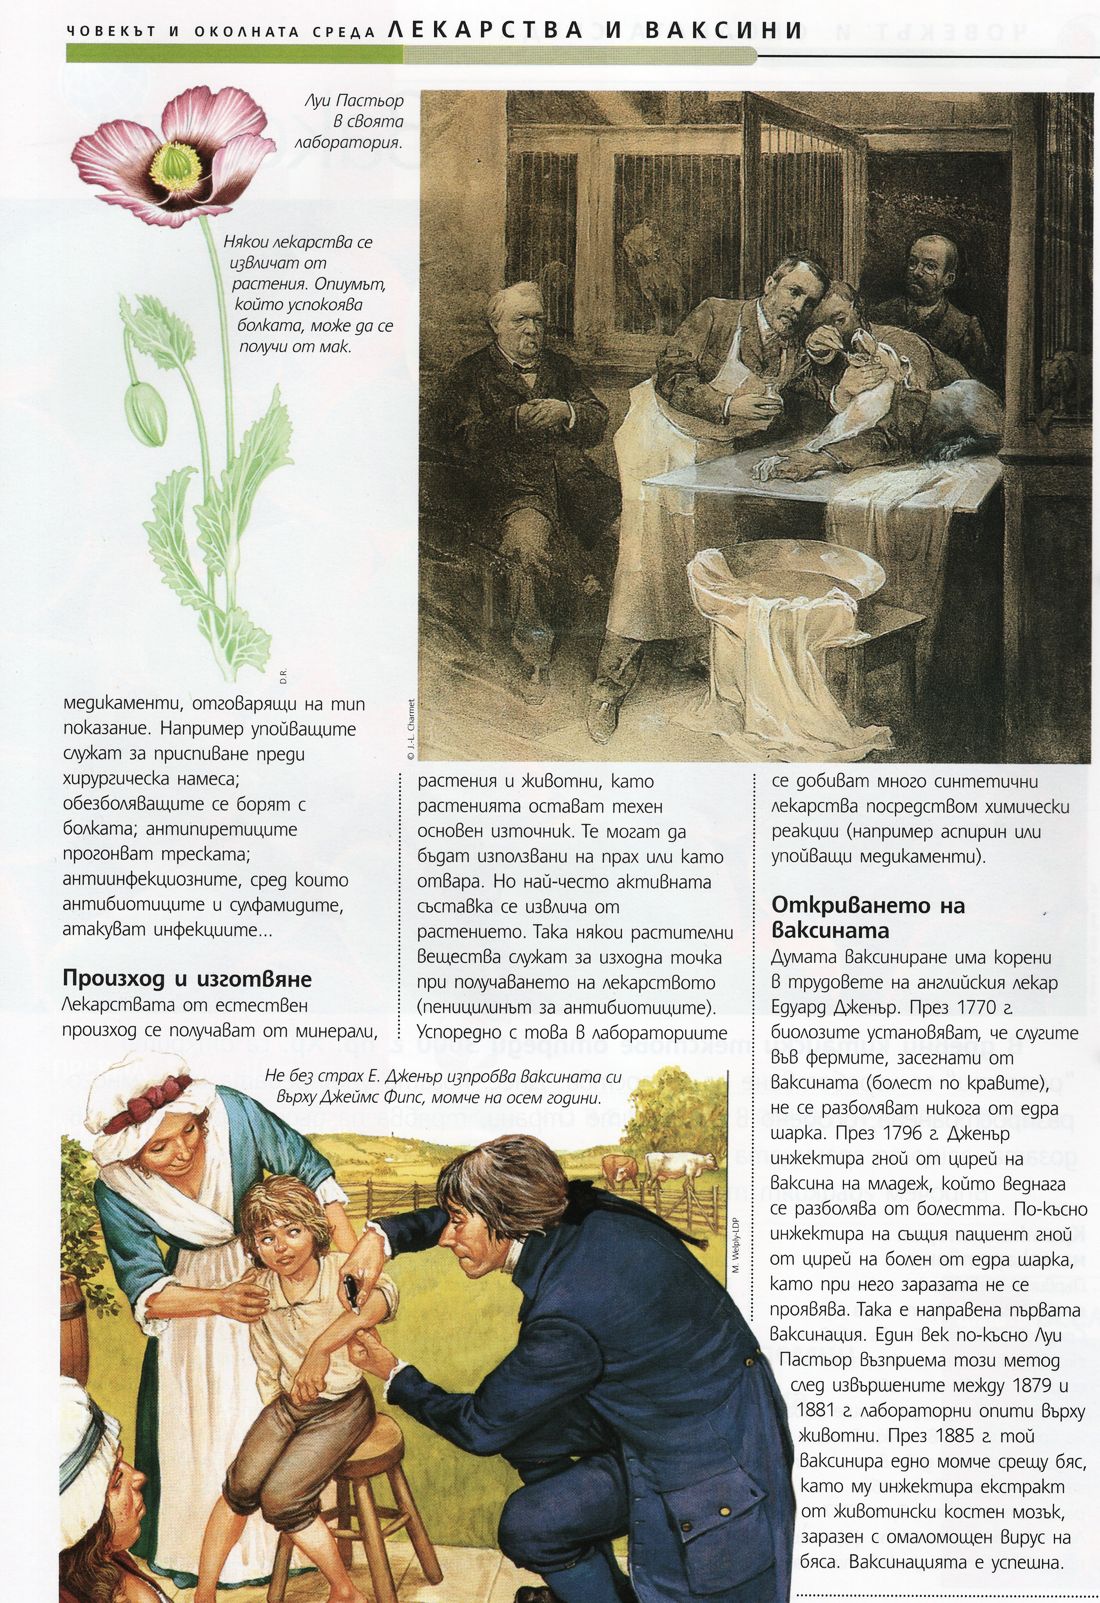 ЧОВЕКЪТ И ОКОЛНАТА СРЕДА ЛЕКАРСТВА И ВАКСИНИ
Луи Пастьор
в своята
лаборатория.
Някои лекарства се
извличат от
растения. Опиумът,
който успокоява
болката, може да се
получи от мак.
D.R.
© J.-L. Charmet
медикаменти, отговарящи на тип
показание. Например упойващите
служат за приспиване преди
хирургическа намеса;
обезболяващите се борят с
болката; антипиретиците
прогонват треската;
антиинфекциозните, сред които
антибиотиците и сулфамидите,
атакуват инфекциите...
Произход и изготвяне
Лекарствата от естествен
произход се получават от минерали,
растения и животни, като
растенията остават техен
основен източник. Те могат да
бъдат използвани на прах или като
отвара. Но най-често активната
съставка се извлича от
растението. Така някои растителни
вещества служат за изходна точка
при получаването на лекарството
(пеницилинът за антибиотиците).
Успоредно с това в лабораториите
се добиват много синтетични
лекарства посредством химически
реакции (например аспирин или
упойващи медикаменти).
Откриването на
ваксината
Думата ваксиниране има корени
в трудовете на английския лекар
Едуард Дженър. През 1770 г.
биолозите установяват, че слугите
във фермите, засегнати от
ваксината (болест по кравите),
не се разболяват никога от едра
шарка. През 1796 г. Дженър
инжектира гной от цирей на
ваксина на младеж, който веднага
се разболява от болестта. По-късно
инжектира на същия пациент гной
от цирей на болен от едра шарка,
като при него заразата не се
проявява. Така е направена първата
ваксинация. Един век по-късно Луи
Пастьор възприема този метод
след извършените между 1879 и
1881 г. лабораторни опити върху
животни. През 1885 г. той
ваксинира едно момче срещу бяс,
като му инжектира екстракт
от животински костен мозък,
заразен с омаломощен вирус на
бяса. Ваксинацията е успешна.
Не без страх Е. Дженър изпробва ваксината си
върху Джеймс Фипс, момче на осем години.
M. Welply-LDP